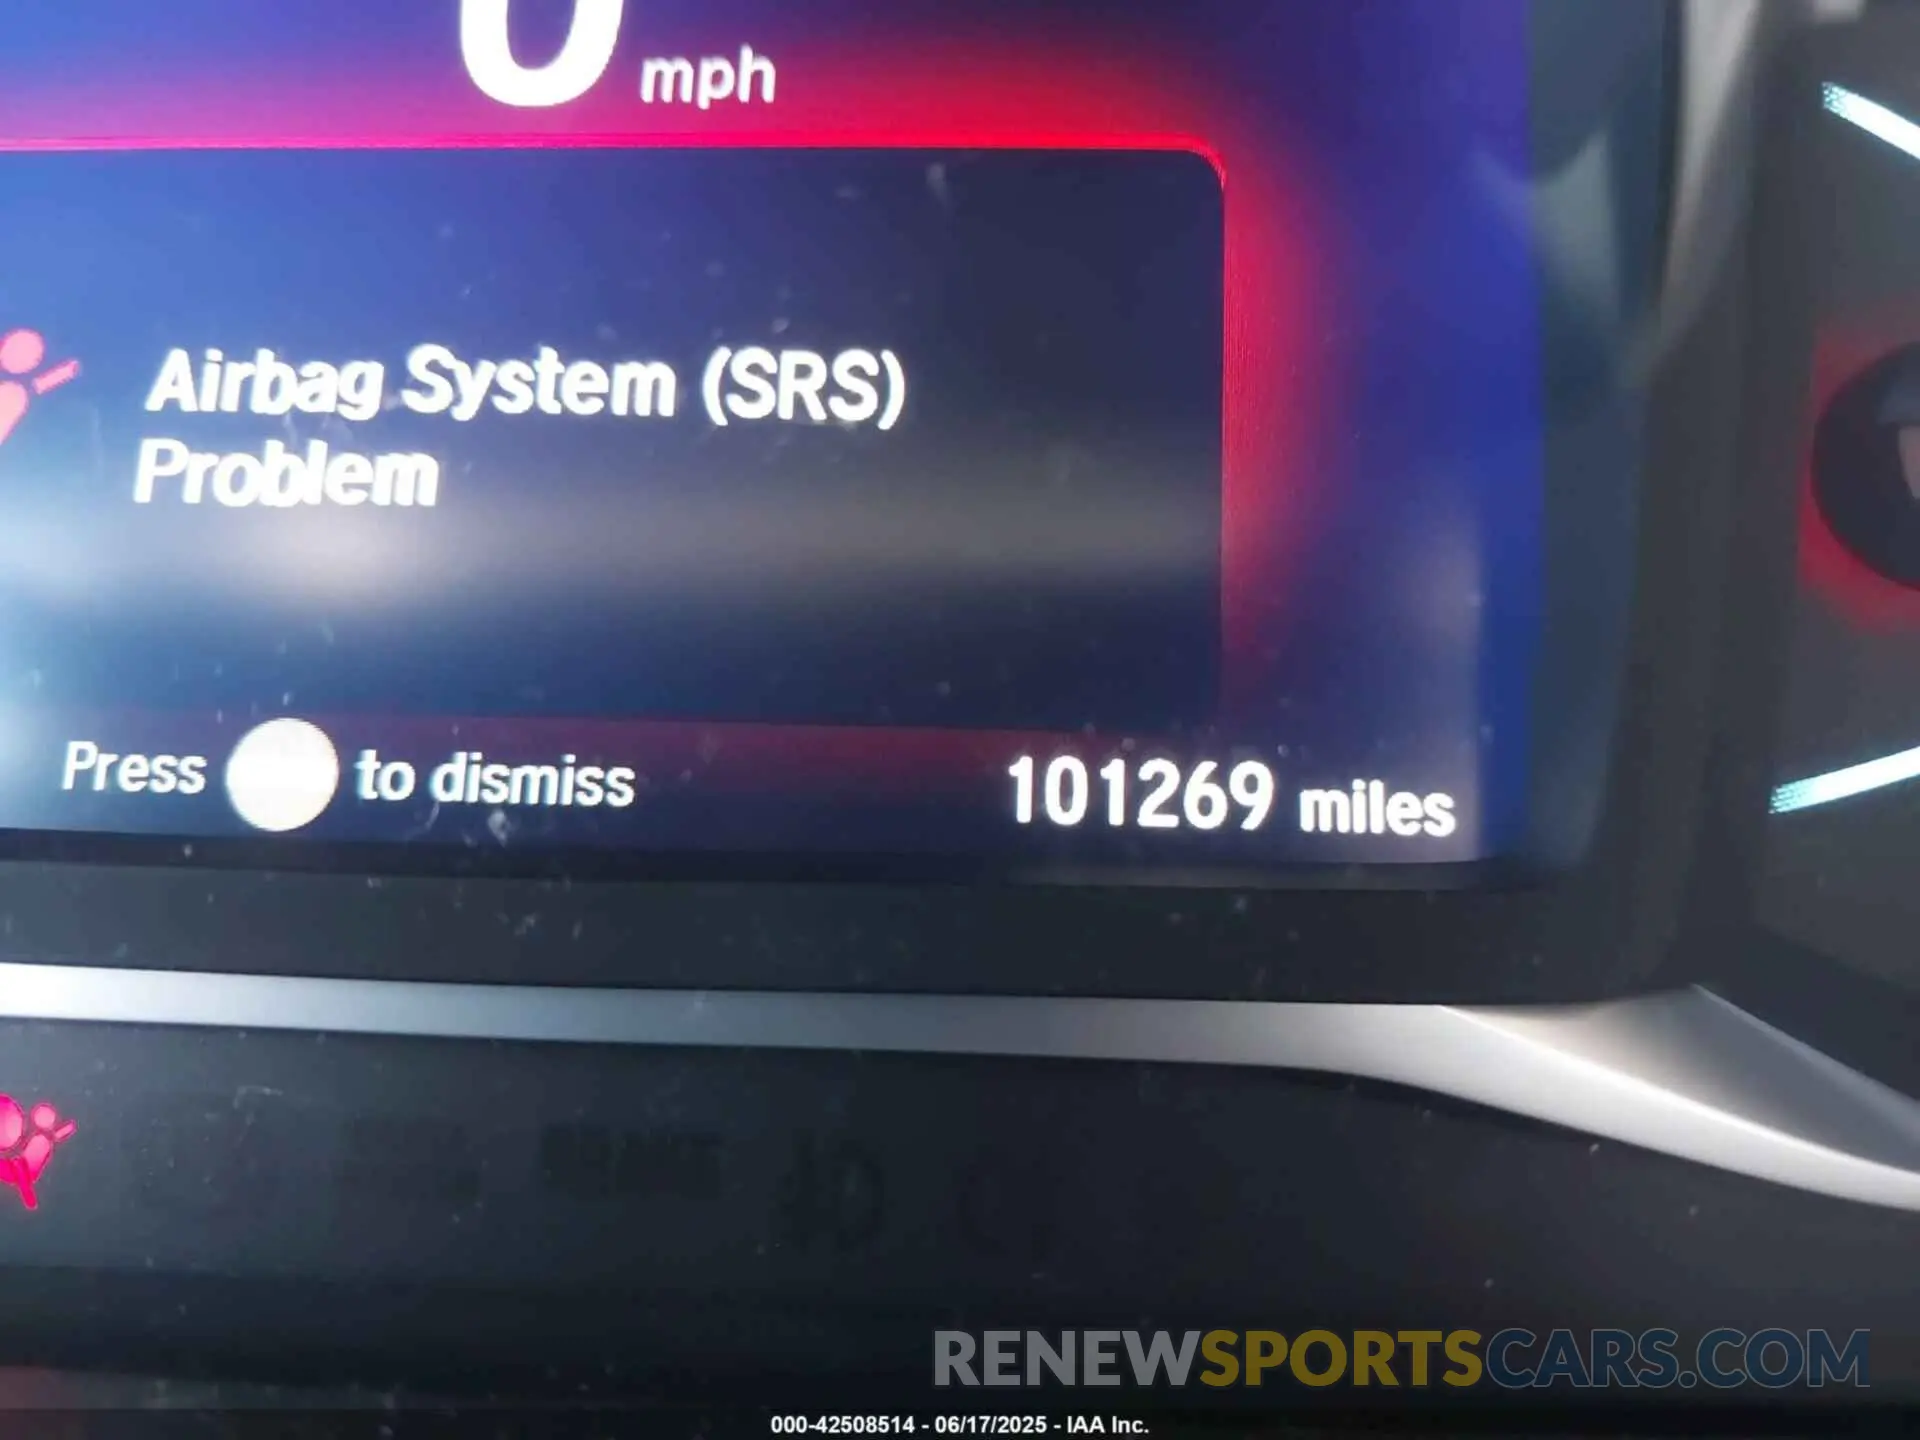 0 mph
Airbag System (SRS)
Problem
Press to dismiss
101269 miles
RENEWSPORTSCARS.COM
000-42508514 - 06/17/2025 - IAA Inc.